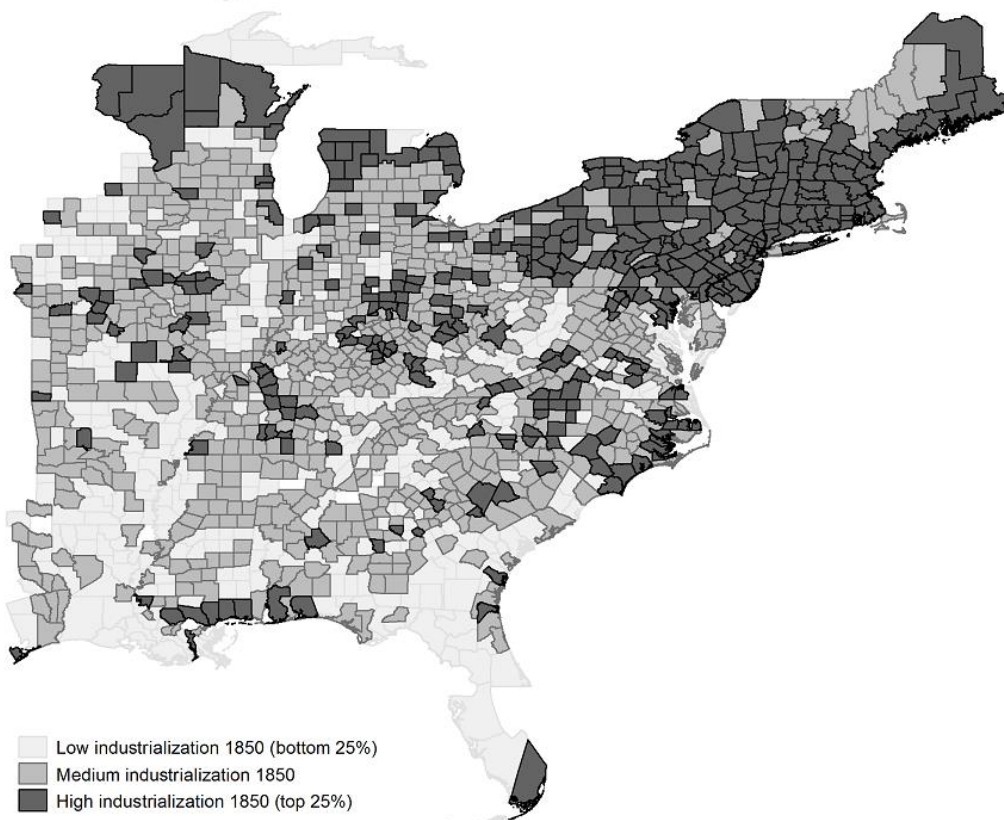 Low industrialization 1850 (bottom 25%)
Medium industrialization 1850
High industrialization 1850 (top 25%)